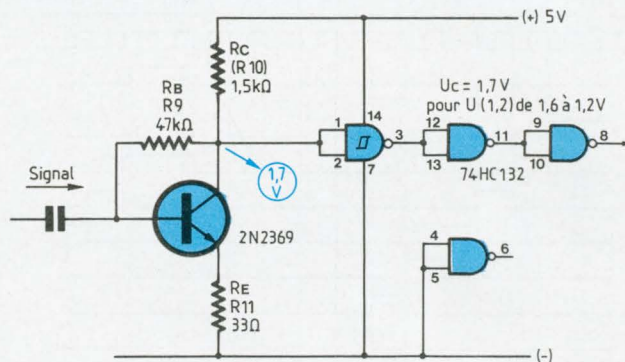 (+) 5V
RC
(R10)
1,5kΩ
RB
R9
47kΩ
Uc = 1,7V
pour U (1,2) de 1,6 à 1,2V
1
2
14
7
3
12
13
11
9
10
8
74HC132
Signal
1,7
V
2N2369
4
5
6
RE
R11
33Ω
(-)